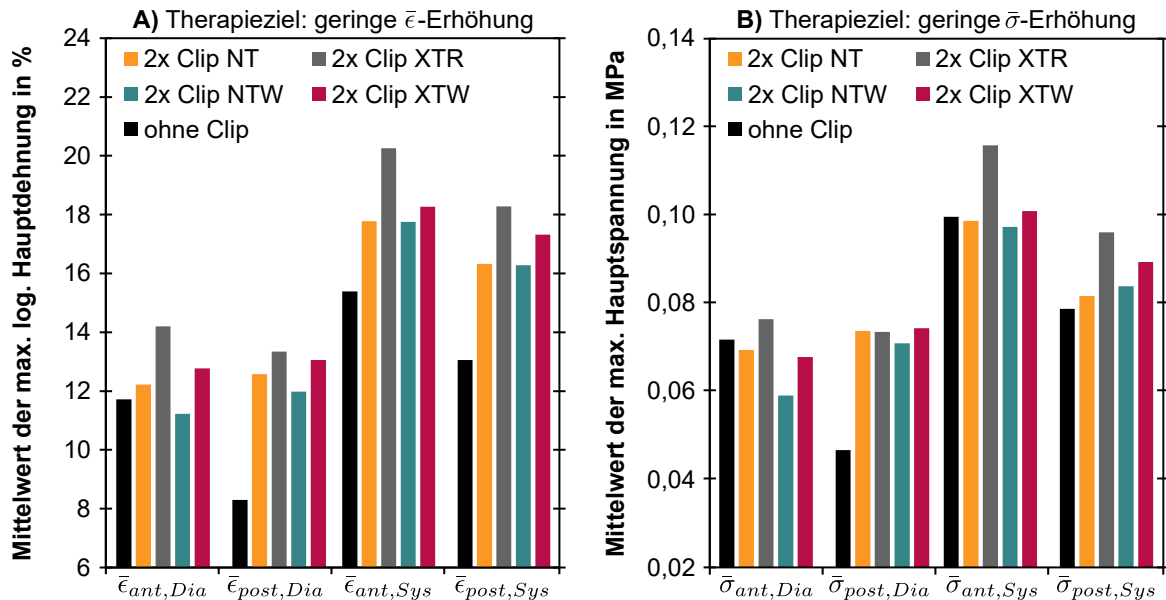 A) Therapieziel: geringe ε̄-Erhöhung
Mittelwert der max. log. Hauptdehnung in %
24
22
20
18
16
14
12
10
8
6
2x Clip NT
2x Clip XTR
2x Clip NTW
2x Clip XTW
ohne Clip
ε̄ant,Dia
ε̄post,Dia
ε̄ant,Sys
ε̄post,Sys
B) Therapieziel: geringe σ̄-Erhöhung
Mittelwert der max. Hauptspannung in MPa
0,14
0,12
0,10
0,08
0,06
0,04
0,02
2x Clip NT
2x Clip XTR
2x Clip NTW
2x Clip XTW
ohne Clip
σ̄ant,Dia
σ̄post,Dia
σ̄ant,Sys
σ̄post,Sys